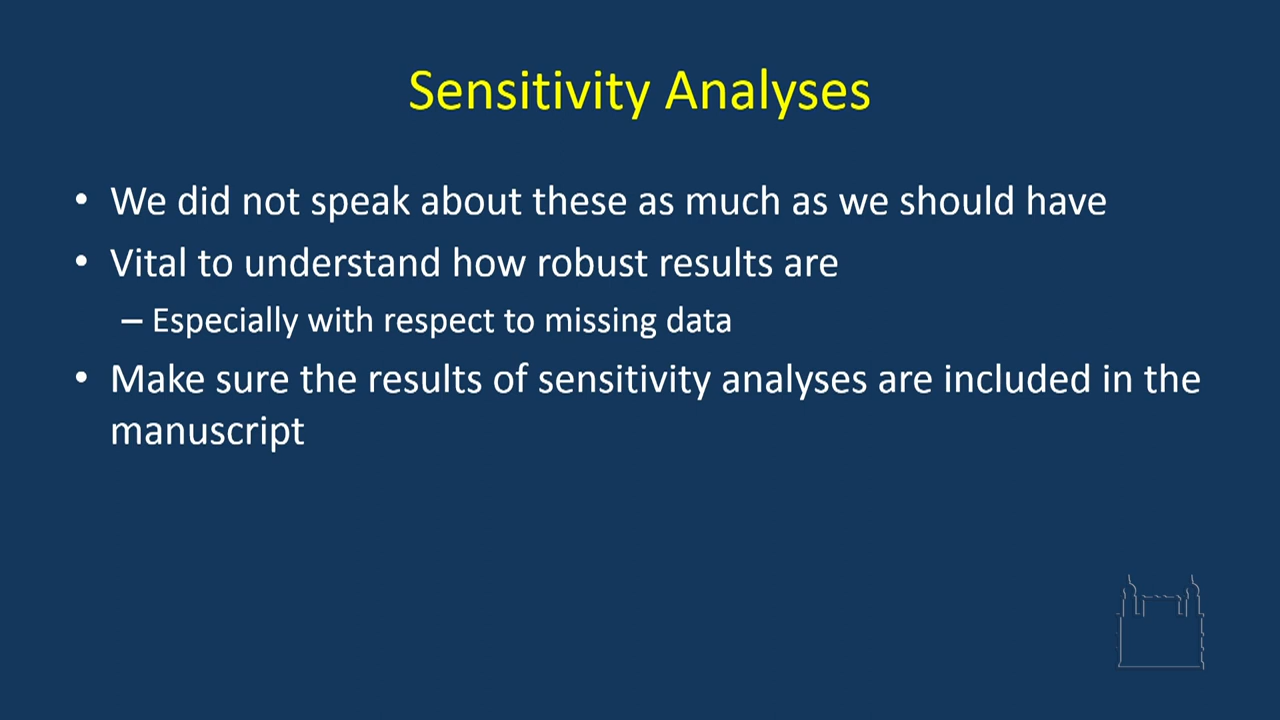 Sensitivity Analyses
• We did not speak about these as much as we should have
• Vital to understand how robust results are
– Especially with respect to missing data
• Make sure the results of sensitivity analyses are included in the
manuscript